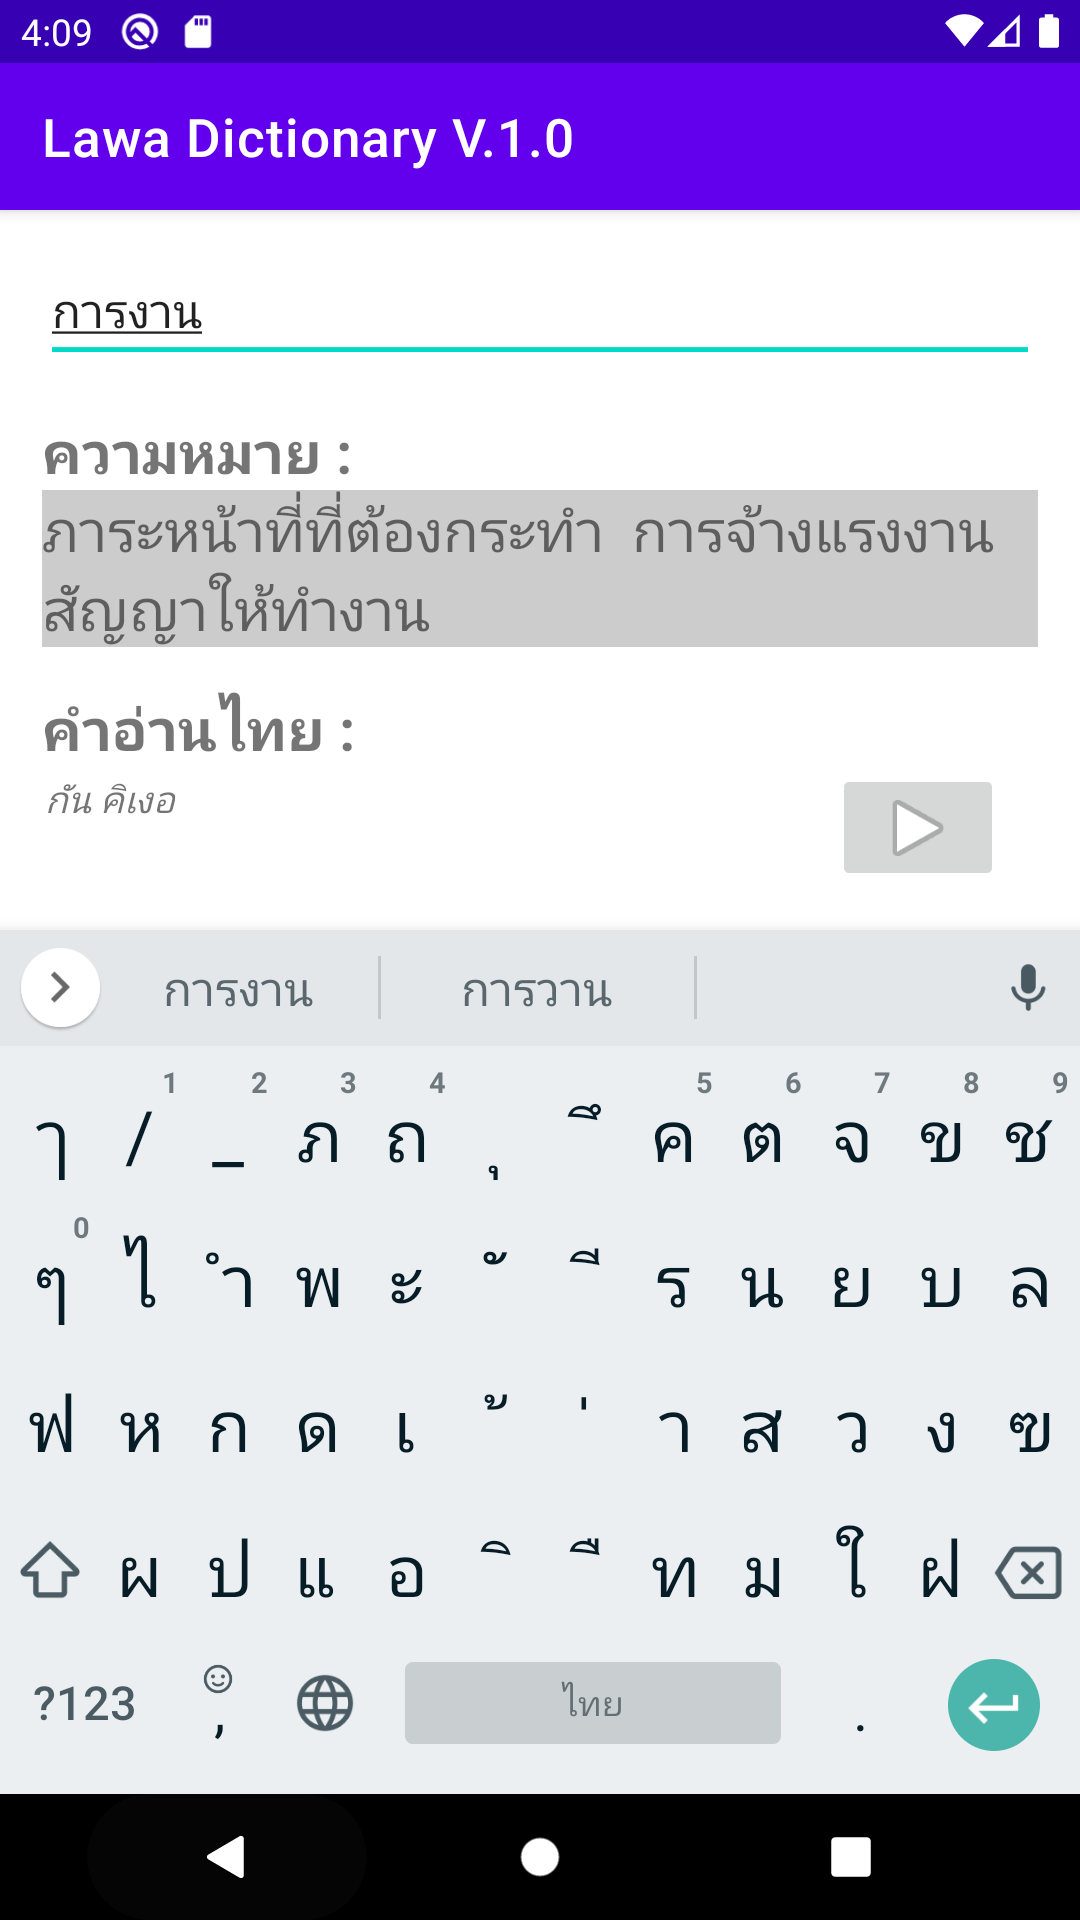 4:09
Lawa Dictionary V.1.0
การงาน
ความหมาย :
ภาระหน้าที่ที่ต้องกระทำ การจ้างแรงงาน
สัญญาให้ทำงาน
คำอ่านไทย :
กัน คิเงอ
การงาน การวาน
1 2 3 4 5 6 7 8 9
ๅ / _ ภ ถ ุ ึ ค ต จ ข ช
0
ๆ ไ ำ พ ะ ั ี ร น ย บ ล
ฟ ห ก ด เ ้ ่ า ส ว ง ฃ
ผ ป แ อ ิ ื ท ม ใ ฝ
?123 , ไทย .